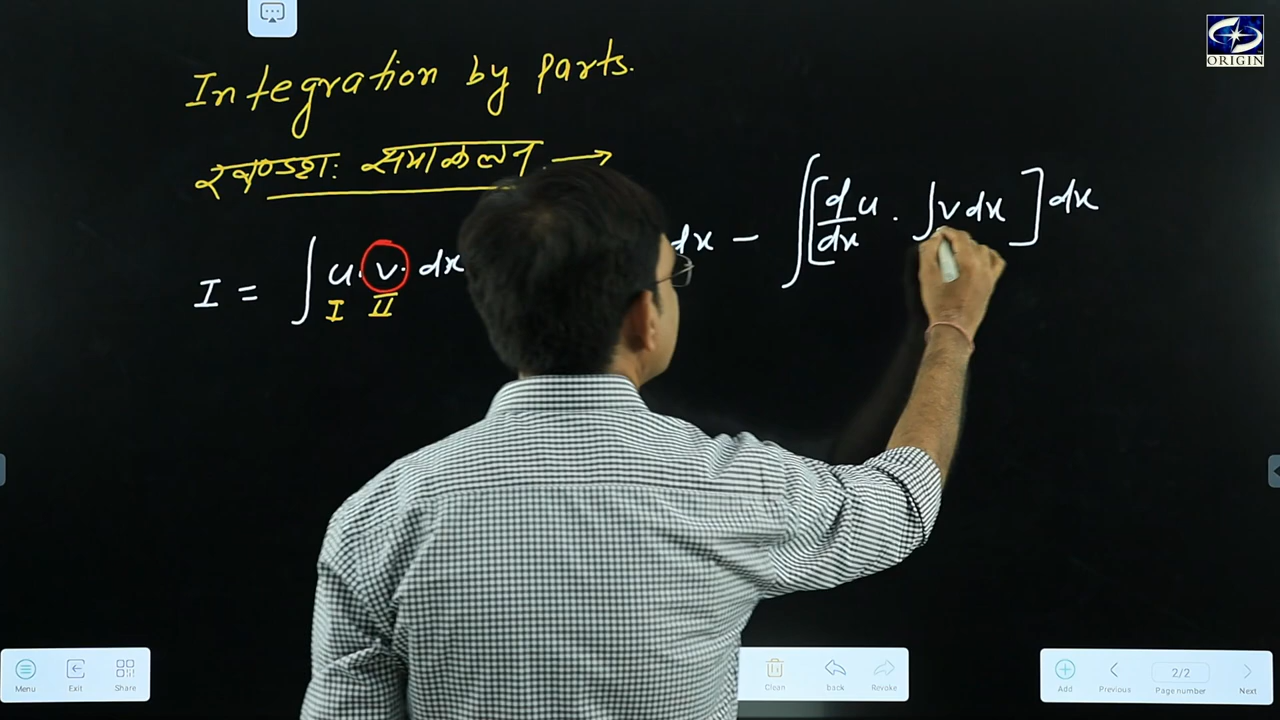 ORIGIN
Integration by parts.
खण्डशः समाकलन →
I = ∫ u . v . dx dx − ∫ [ d/dx u . ∫ v dx ] dx
I II
Menu Exit Share Clean back Revoke Add Previous 2/2 Page number Next